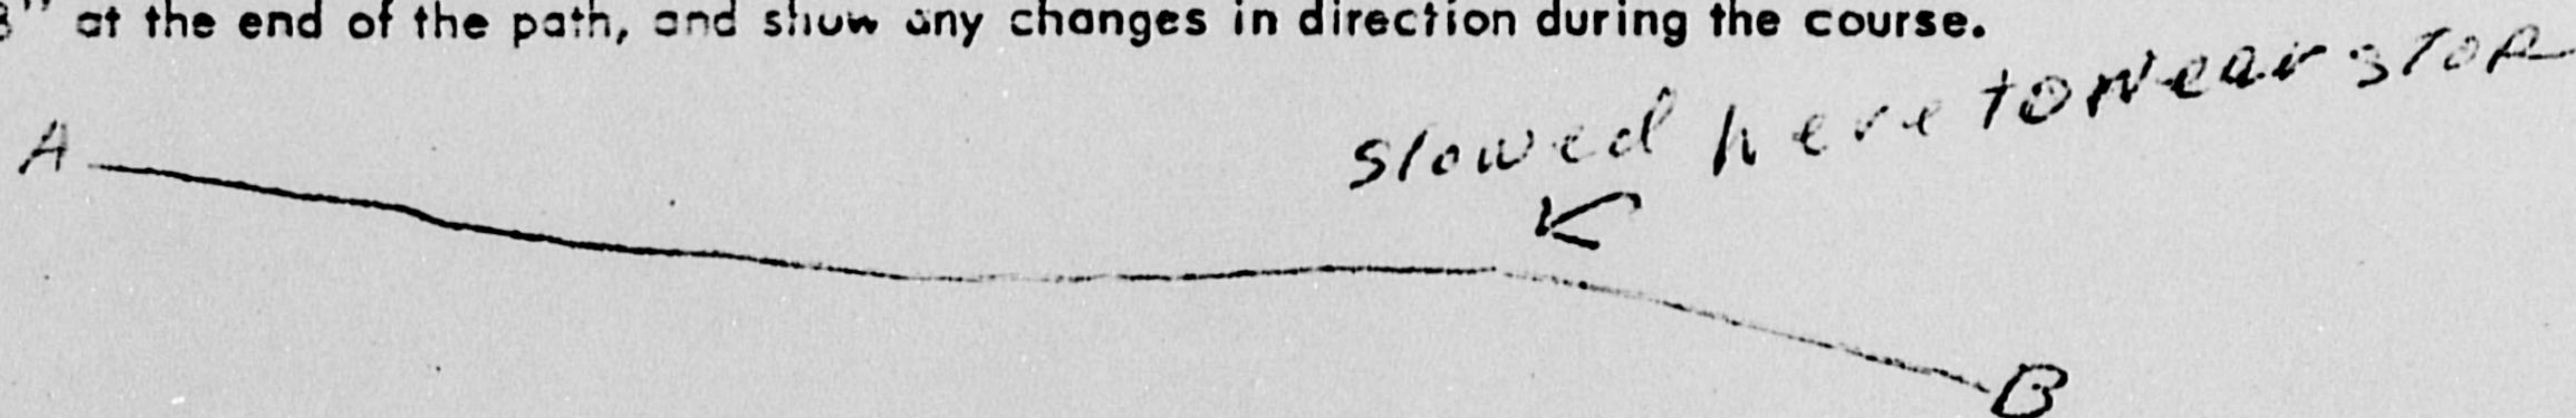 B" at the end of the path, and show any changes in direction during the course.
slowed here to near stop
A
B